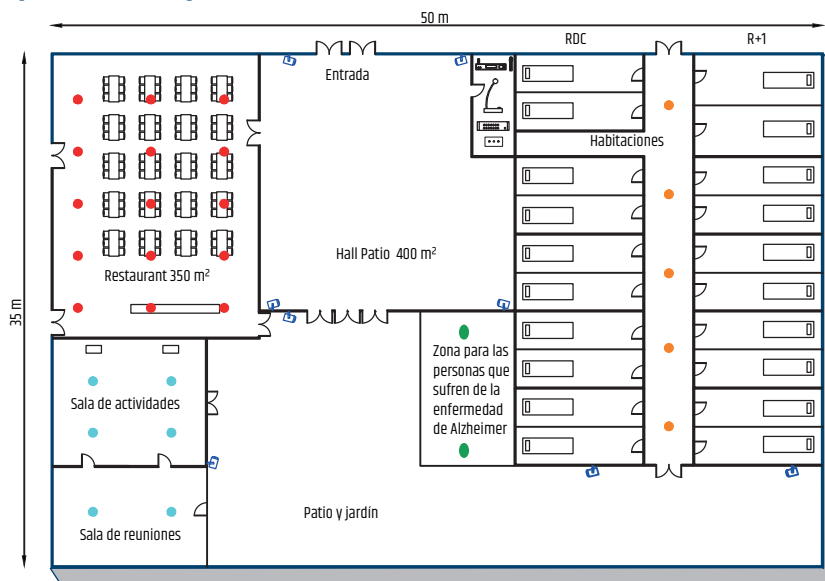 50 m
RDC
R+1
Entrada
Habitaciones
35 m
Hall Patio 400 m²
Restaurant 350 m²
Zona para las
personas que
sufren de la
enfermedad
de Alzheimer
Sala de actividades
Patio y jardín
Sala de reuniones